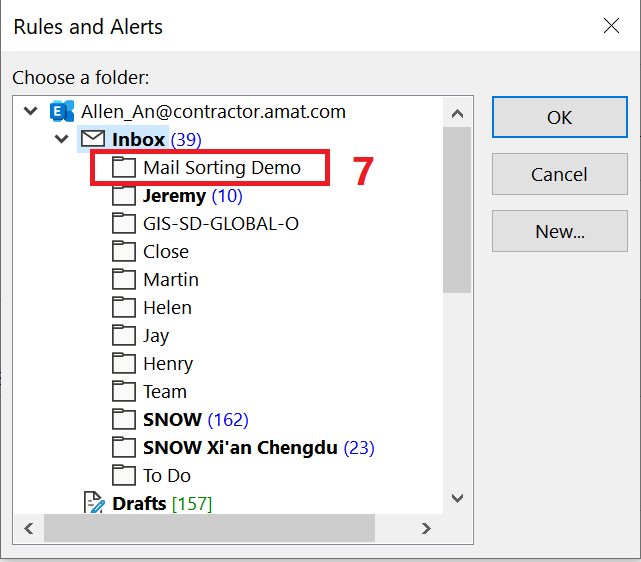 Rules and Alerts
Choose a folder:
Allen_An@contractor.amat.com
Inbox (39)
Mail Sorting Demo
7
Jeremy (10)
GIS-SD-GLOBAL-O
Close
Martin
Helen
Jay
Henry
Team
SNOW (162)
SNOW Xi'an Chengdu (23)
To Do
Drafts [157]
OK
Cancel
New...